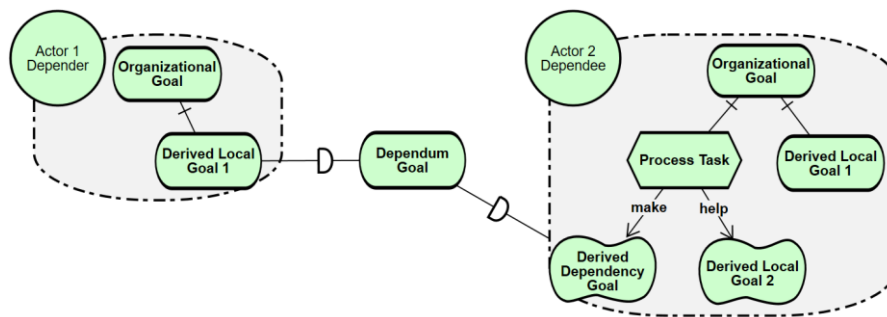 Actor 1
Depender
Organizational
Goal
Derived Local
Goal 1
Dependum
Goal
Actor 2
Dependee
Organizational
Goal
Process Task
Derived Local
Goal 1
make
help
Derived
Dependency
Goal
Derived Local
Goal 2